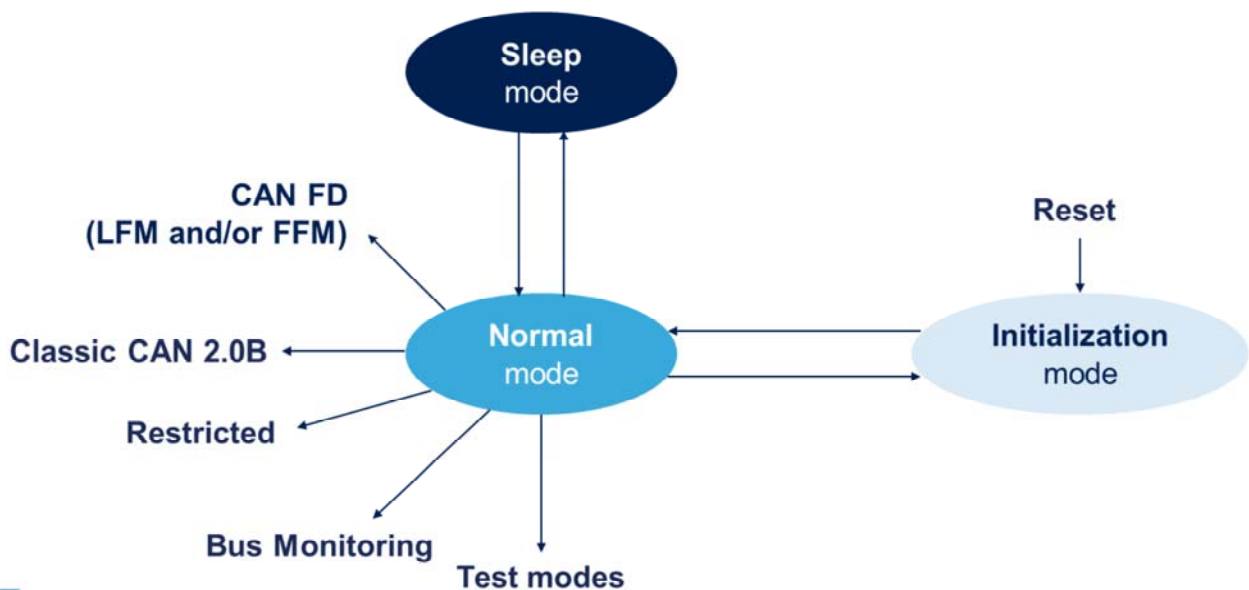 Sleep
mode
CAN FD
(LFM and/or FFM)
Reset
Normal
mode
Initialization
mode
Classic CAN 2.0B
Restricted
Bus Monitoring
Test modes